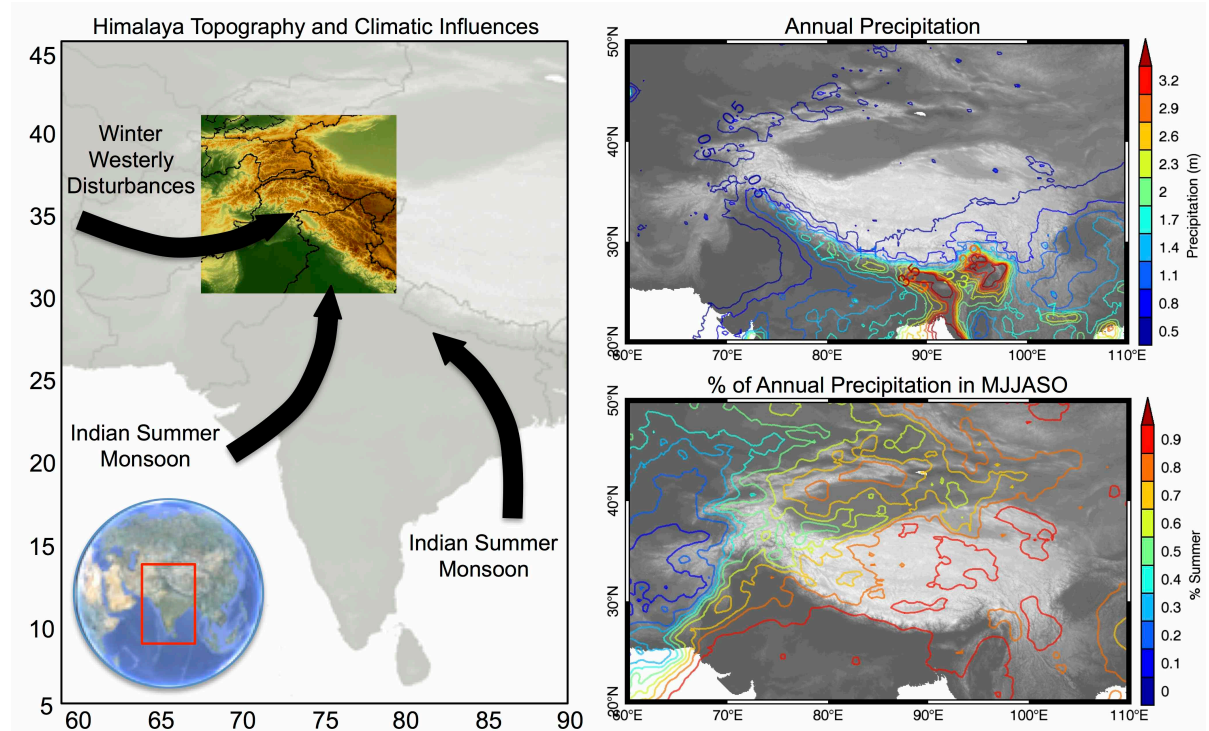 Himalaya Topography and Climatic Influences
45
40
35
30
25
20
15
10
5
60
65
70
75
80
85
90
Winter
Westerly
Disturbances
Indian Summer
Monsoon
Indian Summer
Monsoon
Annual Precipitation
50°N
40°N
30°N
20°N
60°E
70°E
80°E
90°E
100°E
110°E
0.5
0.5
3.2
2.9
2.6
2.3
2
1.7
1.4
1.1
0.8
0.5
Precipitation (m)
% of Annual Precipitation in MJJASO
50°N
40°N
30°N
20°N
60°E
70°E
80°E
90°E
100°E
110°E
0.9
0.8
0.7
0.6
0.5
0.4
0.3
0.2
0.1
0
% Summer